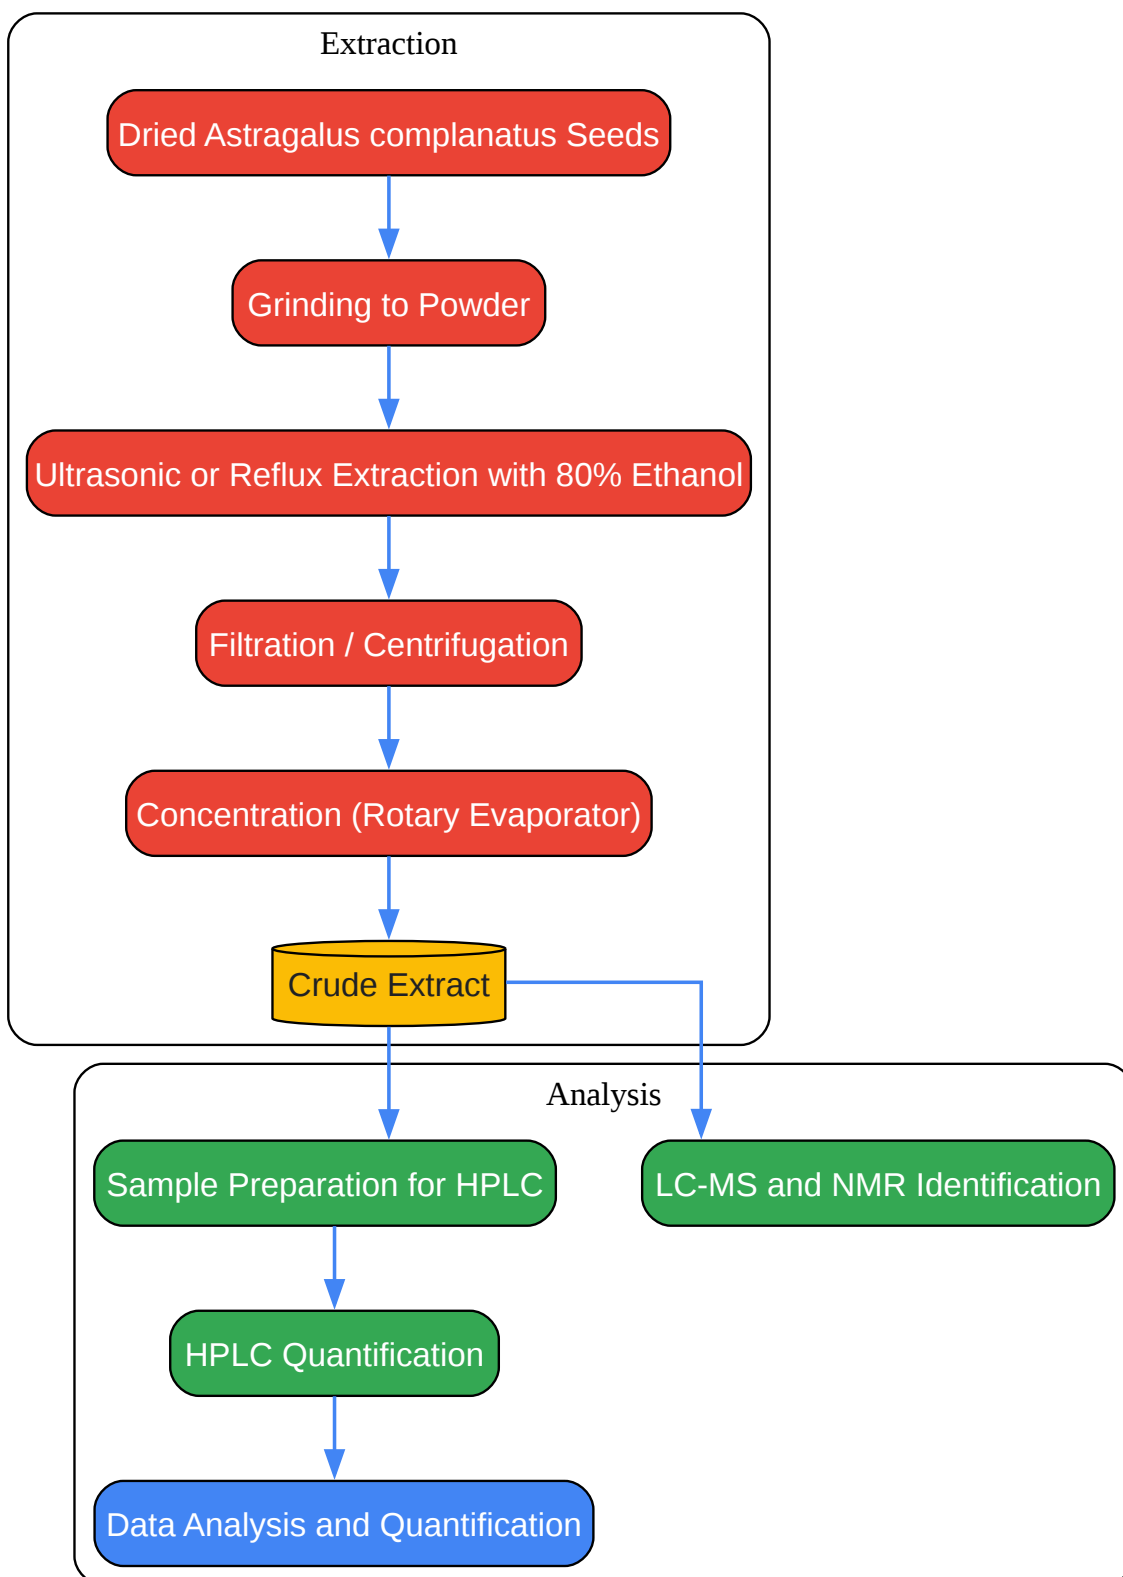 Extraction
Dried Astragalus complanatus Seeds
Grinding to Powder
Ultrasonic or Reflux Extraction with 80% Ethanol
Filtration / Centrifugation
Concentration (Rotary Evaporator)
Crude Extract
Analysis
Sample Preparation for HPLC
LC-MS and NMR Identification
HPLC Quantification
Data Analysis and Quantification